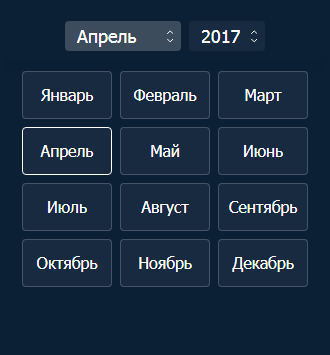 Апрель 2017
Январь Февраль Март
Апрель Май Июнь
Июль Август Сентябрь
Октябрь Ноябрь Декабрь